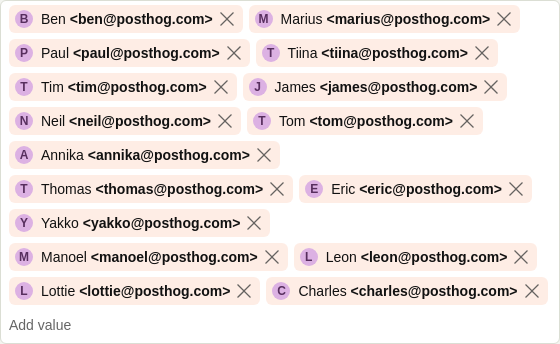 B Ben <ben@posthog.com> M Marius <marius@posthog.com>
P Paul <paul@posthog.com> T Tiina <tiina@posthog.com>
T Tim <tim@posthog.com> J James <james@posthog.com>
N Neil <neil@posthog.com> T Tom <tom@posthog.com>
A Annika <annika@posthog.com>
T Thomas <thomas@posthog.com> E Eric <eric@posthog.com>
Y Yakko <yakko@posthog.com>
M Manoel <manoel@posthog.com> L Leon <leon@posthog.com>
L Lottie <lottie@posthog.com> C Charles <charles@posthog.com>
Add value